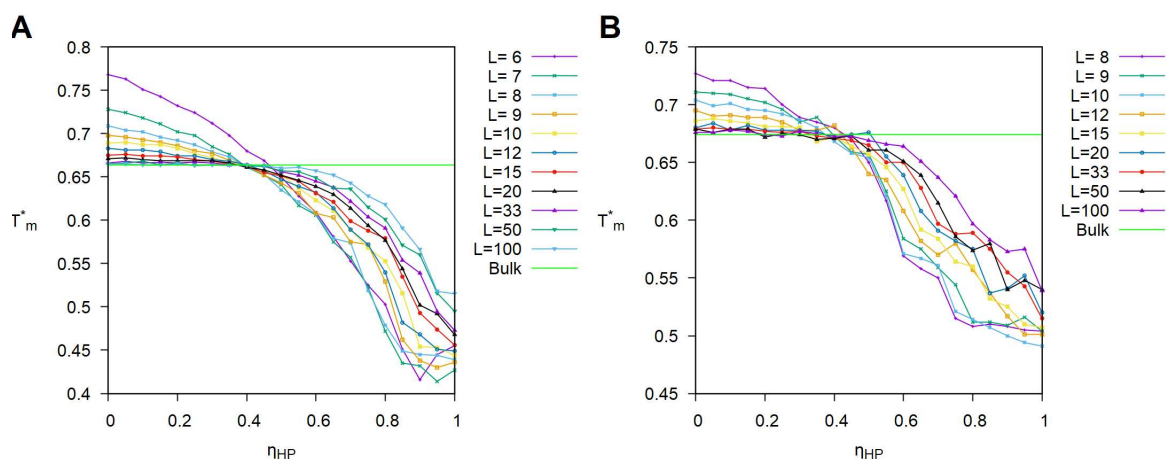 A
0.8
0.75
0.7
0.65
0.6
0.55
0.5
0.45
0.4
T*m
0
0.2
0.4
0.6
0.8
1
ηHP
L= 6
L= 7
L= 8
L= 9
L=10
L=12
L=15
L=20
L=33
L=50
L=100
Bulk
B
0.75
0.7
0.65
0.6
0.55
0.5
0.45
T*m
0
0.2
0.4
0.6
0.8
1
ηHP
L= 8
L= 9
L=10
L=12
L=15
L=20
L=33
L=50
L=100
Bulk